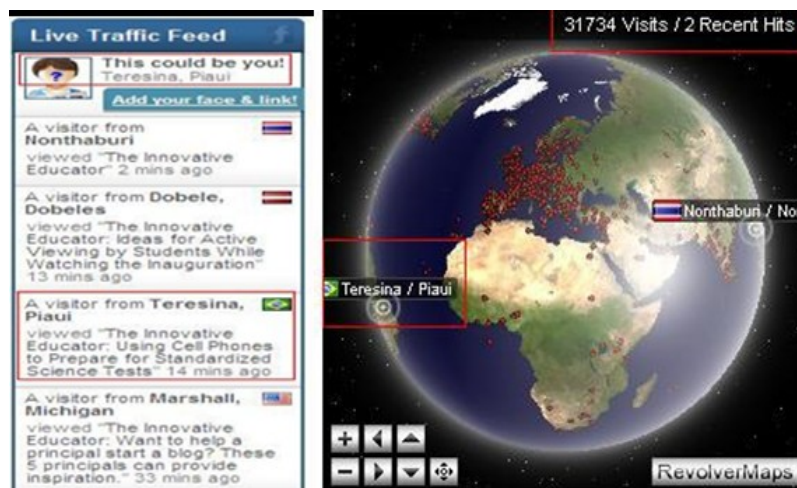 Live Traffic Feed
This could be you!
Teresina, Piaui
Add your face & link!
A visitor from
Nonthaburi
viewed "The Innovative
Educator" 2 mins ago
A visitor from Dobele,
Dobeles
viewed "The Innovative
Educator: Ideas for Active
Viewing by Students While
Watching the Inauguration"
13 mins ago
A visitor from Teresina,
Piaui
viewed "The Innovative
Educator: Using Cell Phones
to Prepare for Standardized
Science Tests" 14 mins ago
A visitor from Marshall,
Michigan
viewed "The Innovative
Educator: Want to help a
principal start a blog? These
5 principals can provide
inspiration." 33 mins ago
31734 Visits / 2 Recent Hits
Nonthaburi / No
Teresina / Piaui
RevolverMaps